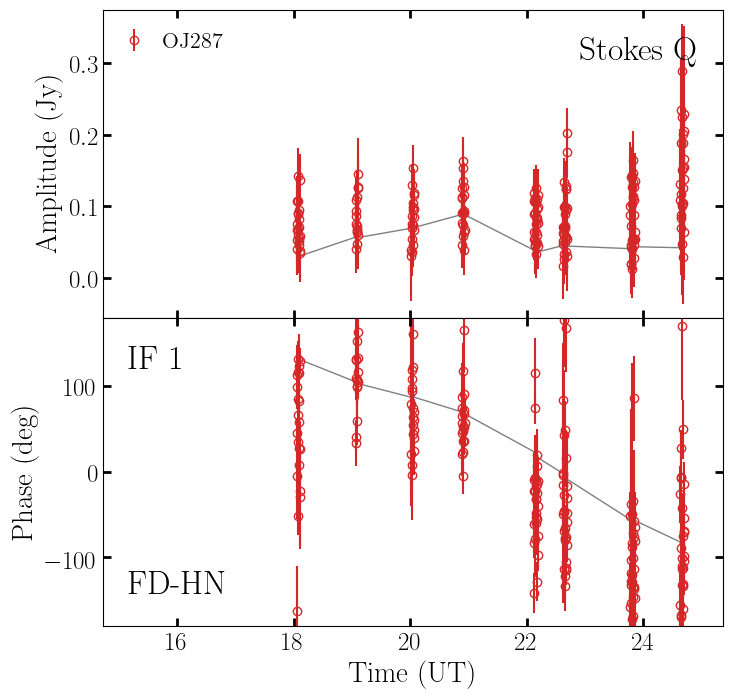 OJ287
Stokes Q
Amplitude (Jy)
0.3
0.2
0.1
0.0
IF 1
FD-HN
Phase (deg)
100
0
−100
16 18 20 22 24
Time (UT)